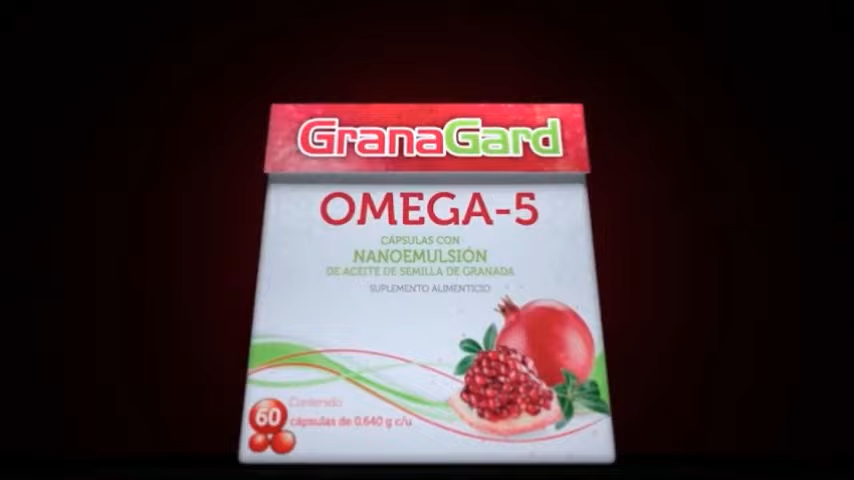 GranaGard
OMEGA-5
CÁPSULAS CON
NANOEMULSIÓN
DE ACEITE DE SEMILLA DE GRANADA
SUPLEMENTO ALIMENTICIO
Contenido
60
cápsulas de 0.640 g c/u